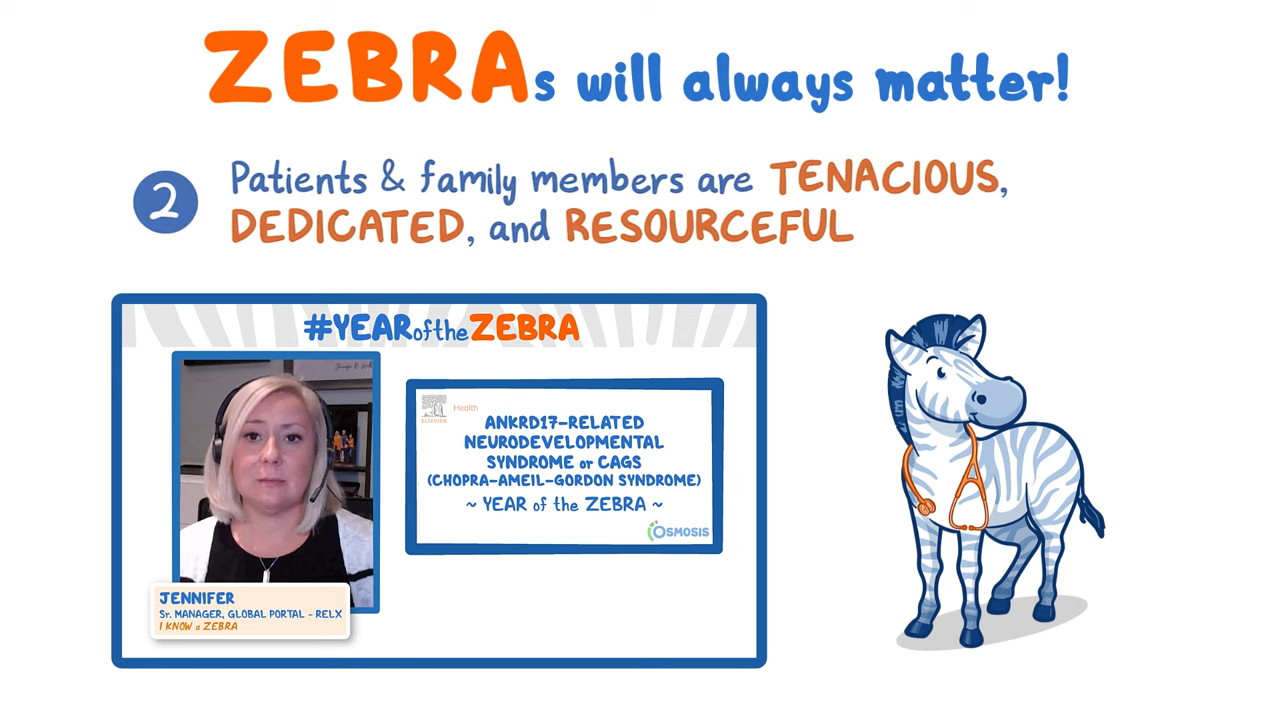 ZEBRAs will always matter!
2
Patients & family members are TENACIOUS,
DEDICATED, and RESOURCEFUL
#YEARoftheZEBRA
ELSEVIER
Health
ANKRD17-RELATED
NEURODEVELOPMENTAL
SYNDROME or CAGS
(CHOPRA-AMEIL-GORDON SYNDROME)
~ YEAR of the ZEBRA ~
OSMOSIS
JENNIFER
Sr. MANAGER, GLOBAL PORTAL - RELX
I KNOW a ZEBRA